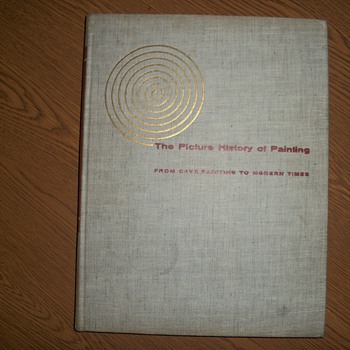 The Picture History of Painting
FROM CAVE PAINTING TO MODERN TIMES